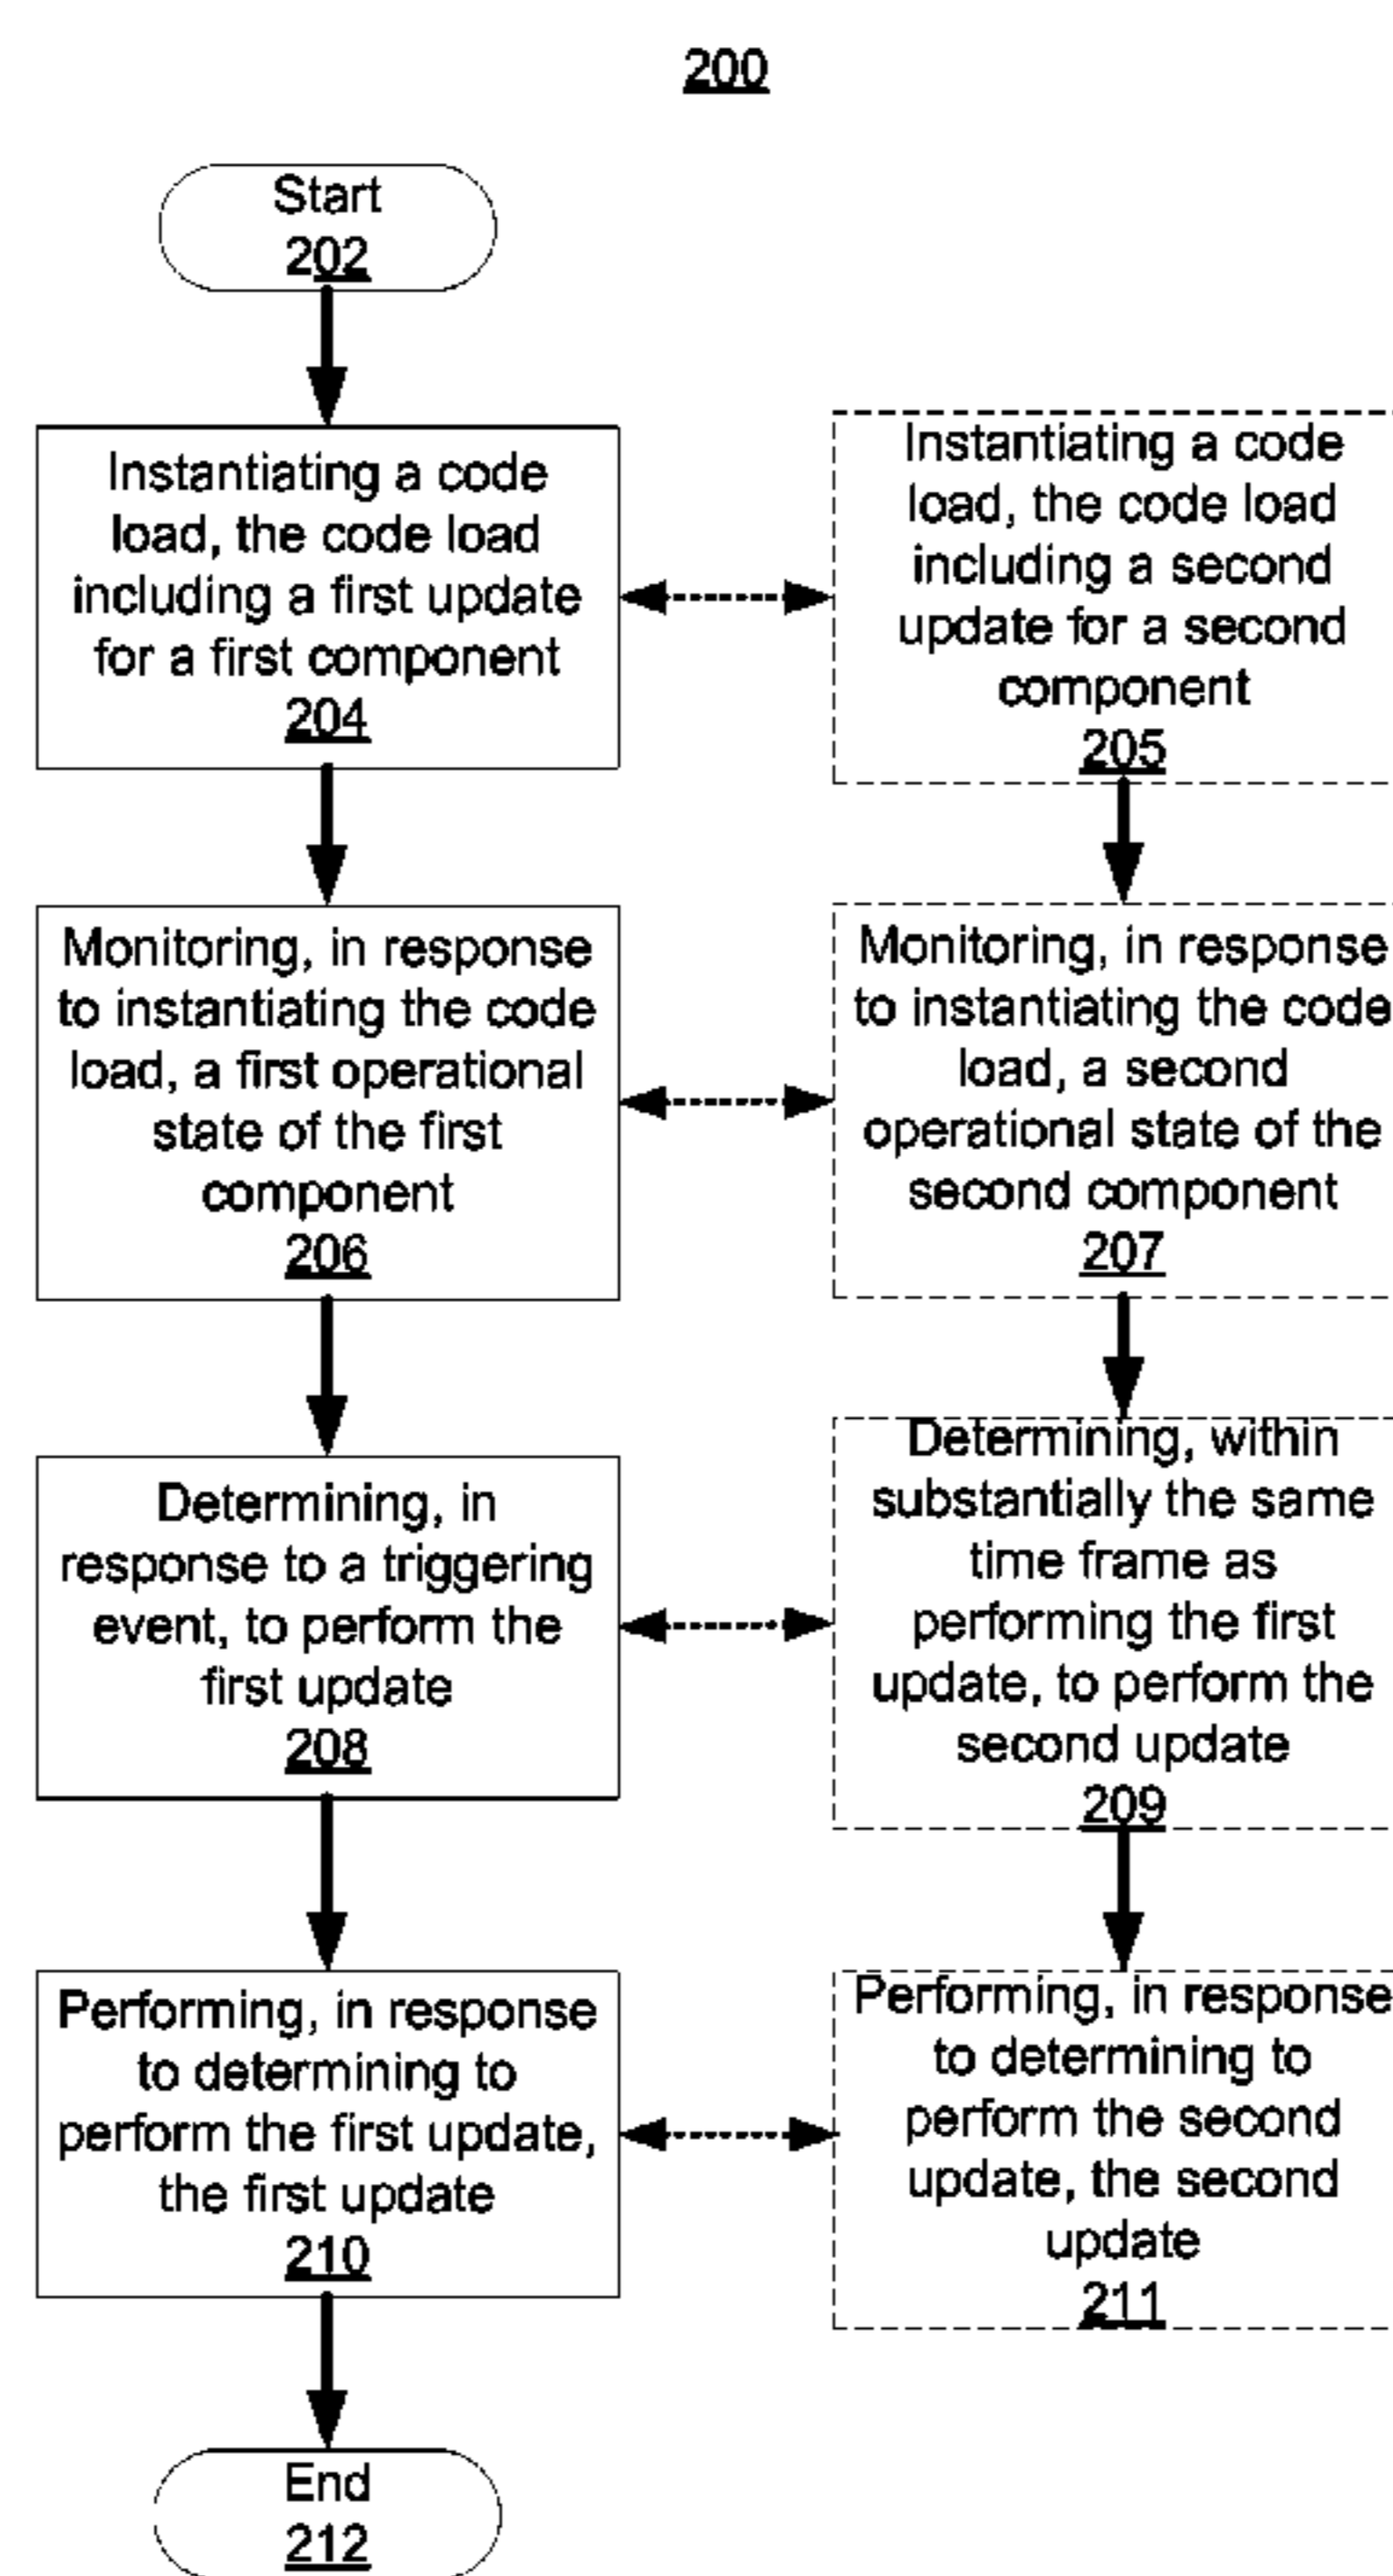 200
Start
202
Instantiating a code
load, the code load
including a first update
for a first component
204
Instantiating a code
load, the code load
including a second
update for a second
component
205
Monitoring, in response
to instantiating the code
load, a first operational
state of the first
component
206
Monitoring, in response
to instantiating the code
load, a second
operational state of the
second component
207
Determining, in
response to a triggering
event, to perform the
first update
208
Determining, within
substantially the same
time frame as
performing the first
update, to perform the
second update
209
Performing, in response
to determining to
perform the first update,
the first update
210
Performing, in response
to determining to
perform the second
update, the second
update
211
End
212